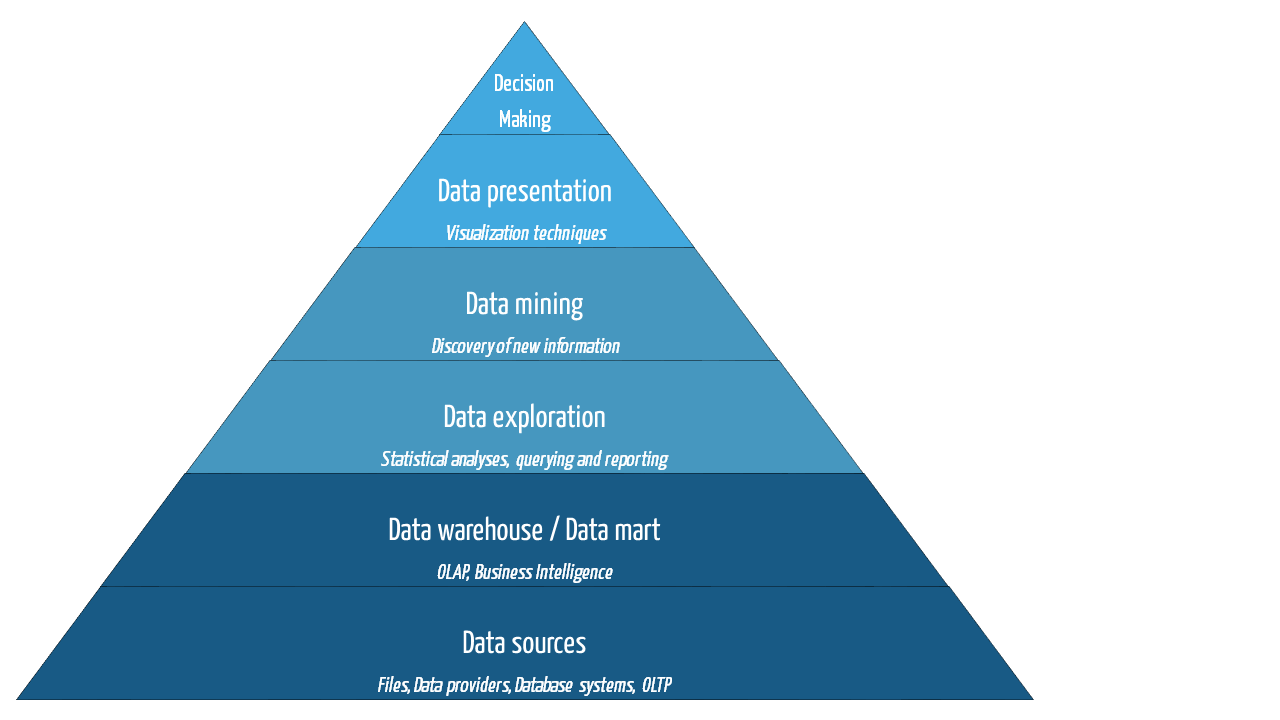 Decision
Making
Data presentation
Visualization techniques
Data mining
Discovery of new information
Data exploration
Statistical analyses, querying and reporting
Data warehouse / Data mart
OLAP, Business Intelligence
Data sources
Files, Data providers, Database systems, OLTP